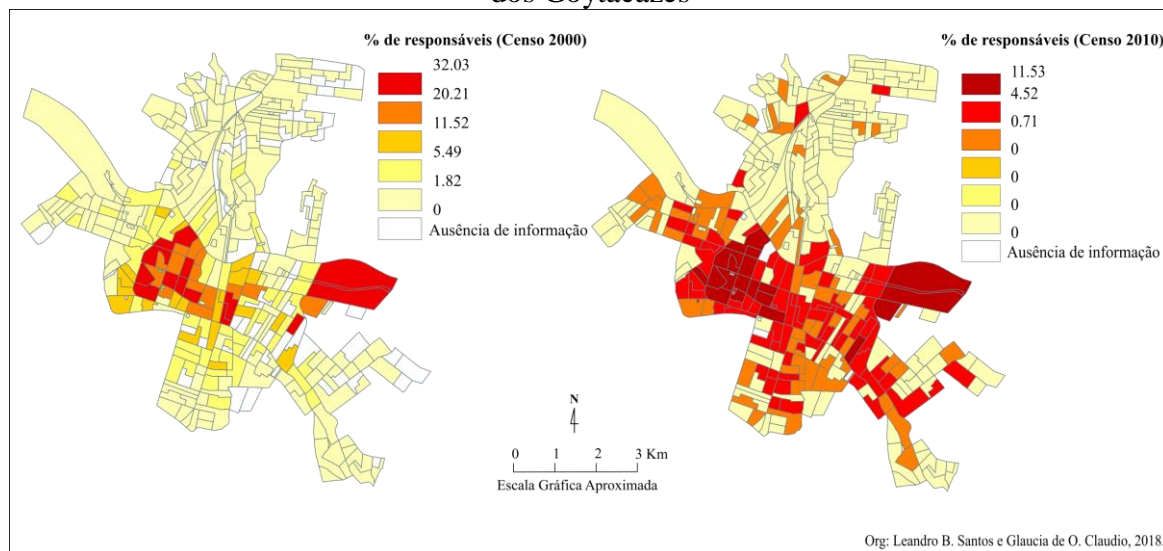 dos Goytacazes
% de responsáveis (Censo 2000)
32.03
20.21
11.52
5.49
1.82
0
Ausência de informação
% de responsáveis (Censo 2010)
11.53
4.52
0.71
0
0
0
0
Ausência de informação
N
0 1 2 3 Km
Escala Gráfica Aproximada
Org: Leandro B. Santos e Glaucia de O. Claudio, 2018.